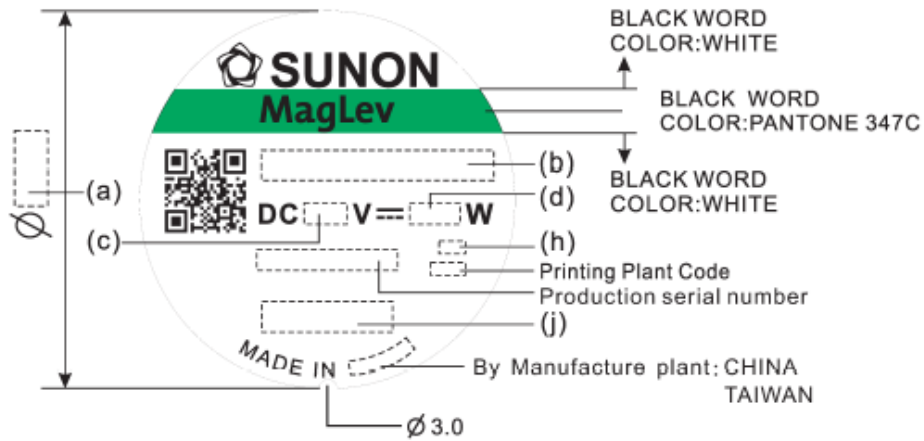 BLACK WORD
COLOR:WHITE
SUNON
MagLev
BLACK WORD
COLOR:PANTONE 347C
(b)
(a)
BLACK WORD
COLOR:WHITE
(d)
DC V W
Ø
(c)
(h)
Printing Plant Code
Production serial number
(j)
MADE IN
By Manufacture plant: CHINA
TAIWAN
Ø 3.0